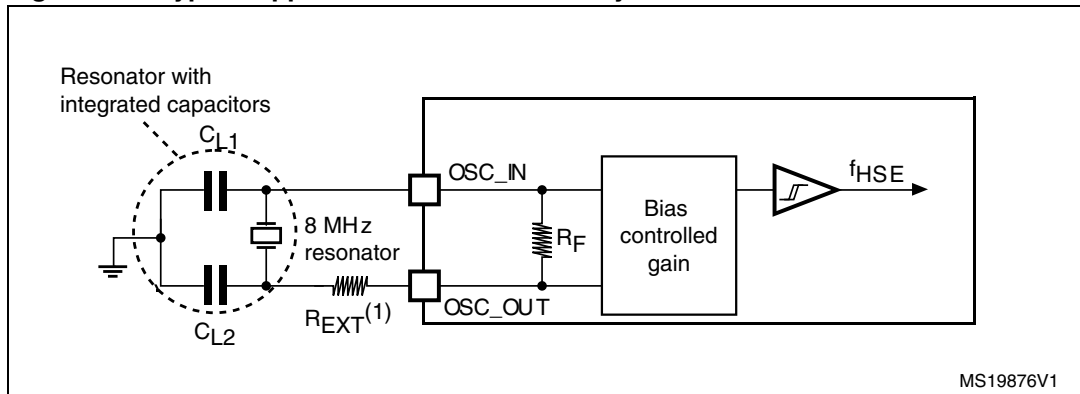 Resonator with
integrated capacitors
CL1
OSC_IN
fHSE
8 MHz
resonator
RF
Bias
controlled
gain
REXT(1)
OSC_OUT
CL2
MS19876V1